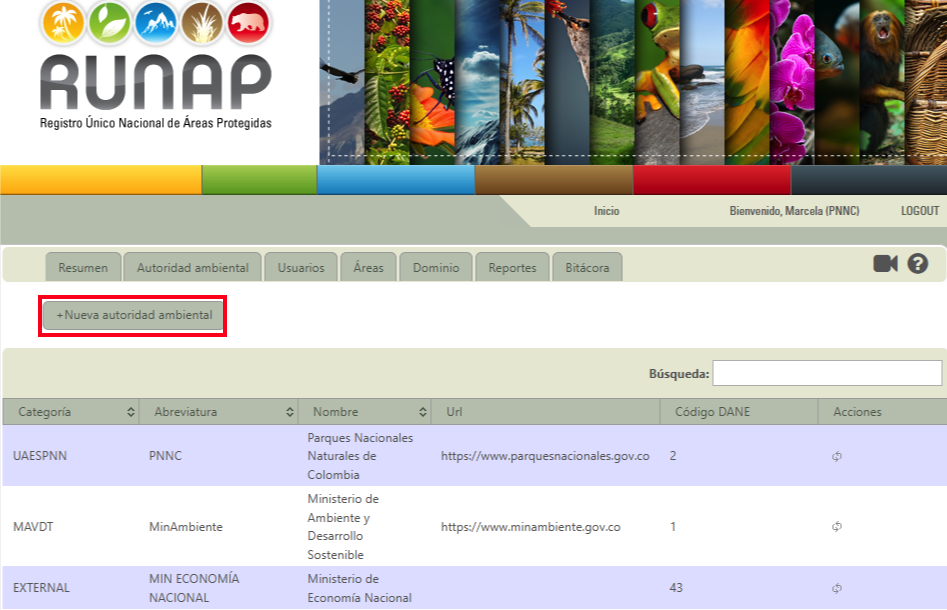 RUNAP
Registro Único Nacional de Áreas Protegidas
Inicio
Bienvenido, Marcela (PNNC)
LOGOUT
Resumen
Autoridad ambiental
Usuarios
Áreas
Dominio
Reportes
Bitácora
?
+Nueva autoridad ambiental
Búsqueda:
Categoría
Abreviatura
Nombre
Url
Código DANE
Acciones
UAESPNN
PNNC
Parques Nacionales
Naturales de
Colombia
https://www.parquesnacionales.gov.co
2
MAVDT
MinAmbiente
Ministerio de
Ambiente y
Desarrollo
Sostenible
https://www.minambiente.gov.co
1
EXTERNAL
MIN ECONOMÍA
NACIONAL
Ministerio de
Economía Nacional
43